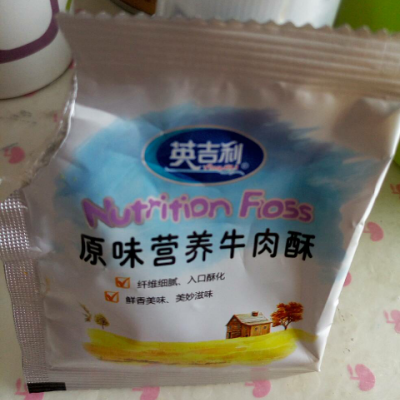 英吉利
®
Nutrition Floss
原味营养牛肉酥
纤维细腻、入口酥化
鲜香美味、美妙滋味